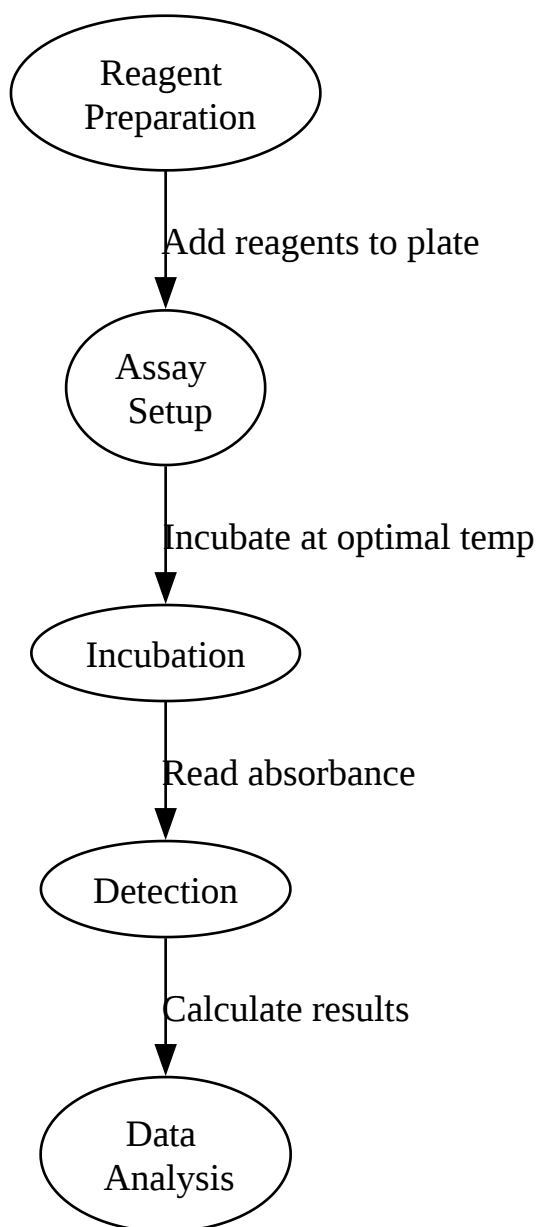 Reagent
Preparation
Add reagents to plate
Assay
Setup
Incubate at optimal temp
Incubation
Read absorbance
Detection
Calculate results
Data
Analysis